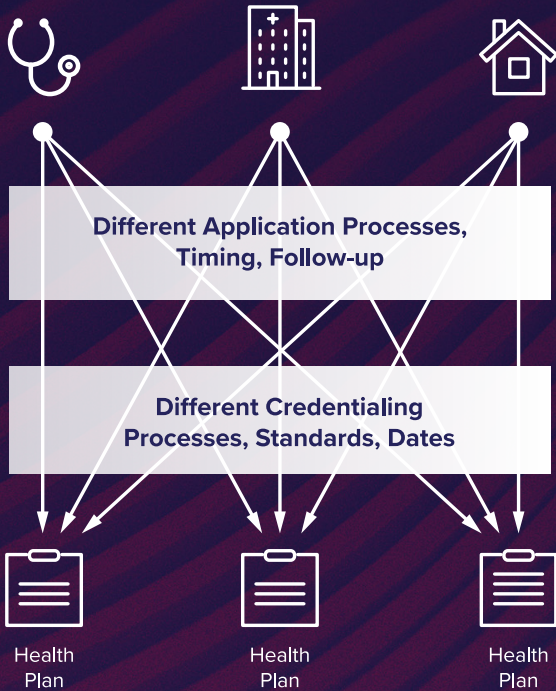 Different Application Processes,
Timing, Follow-up
Different Credentialing
Processes, Standards, Dates
Health
Plan
Health
Plan
Health
Plan